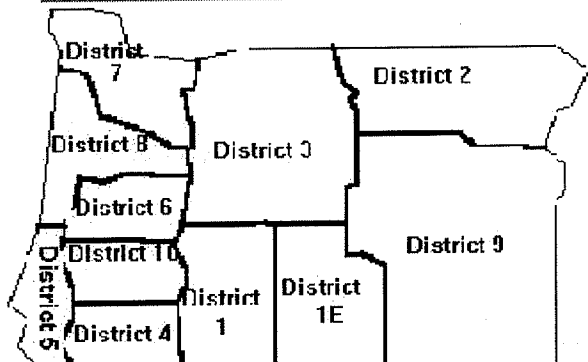 District
7
District 2
District 8
District 3
District 6
District 9
District 10
District 5
District
1
District
1E
District 4